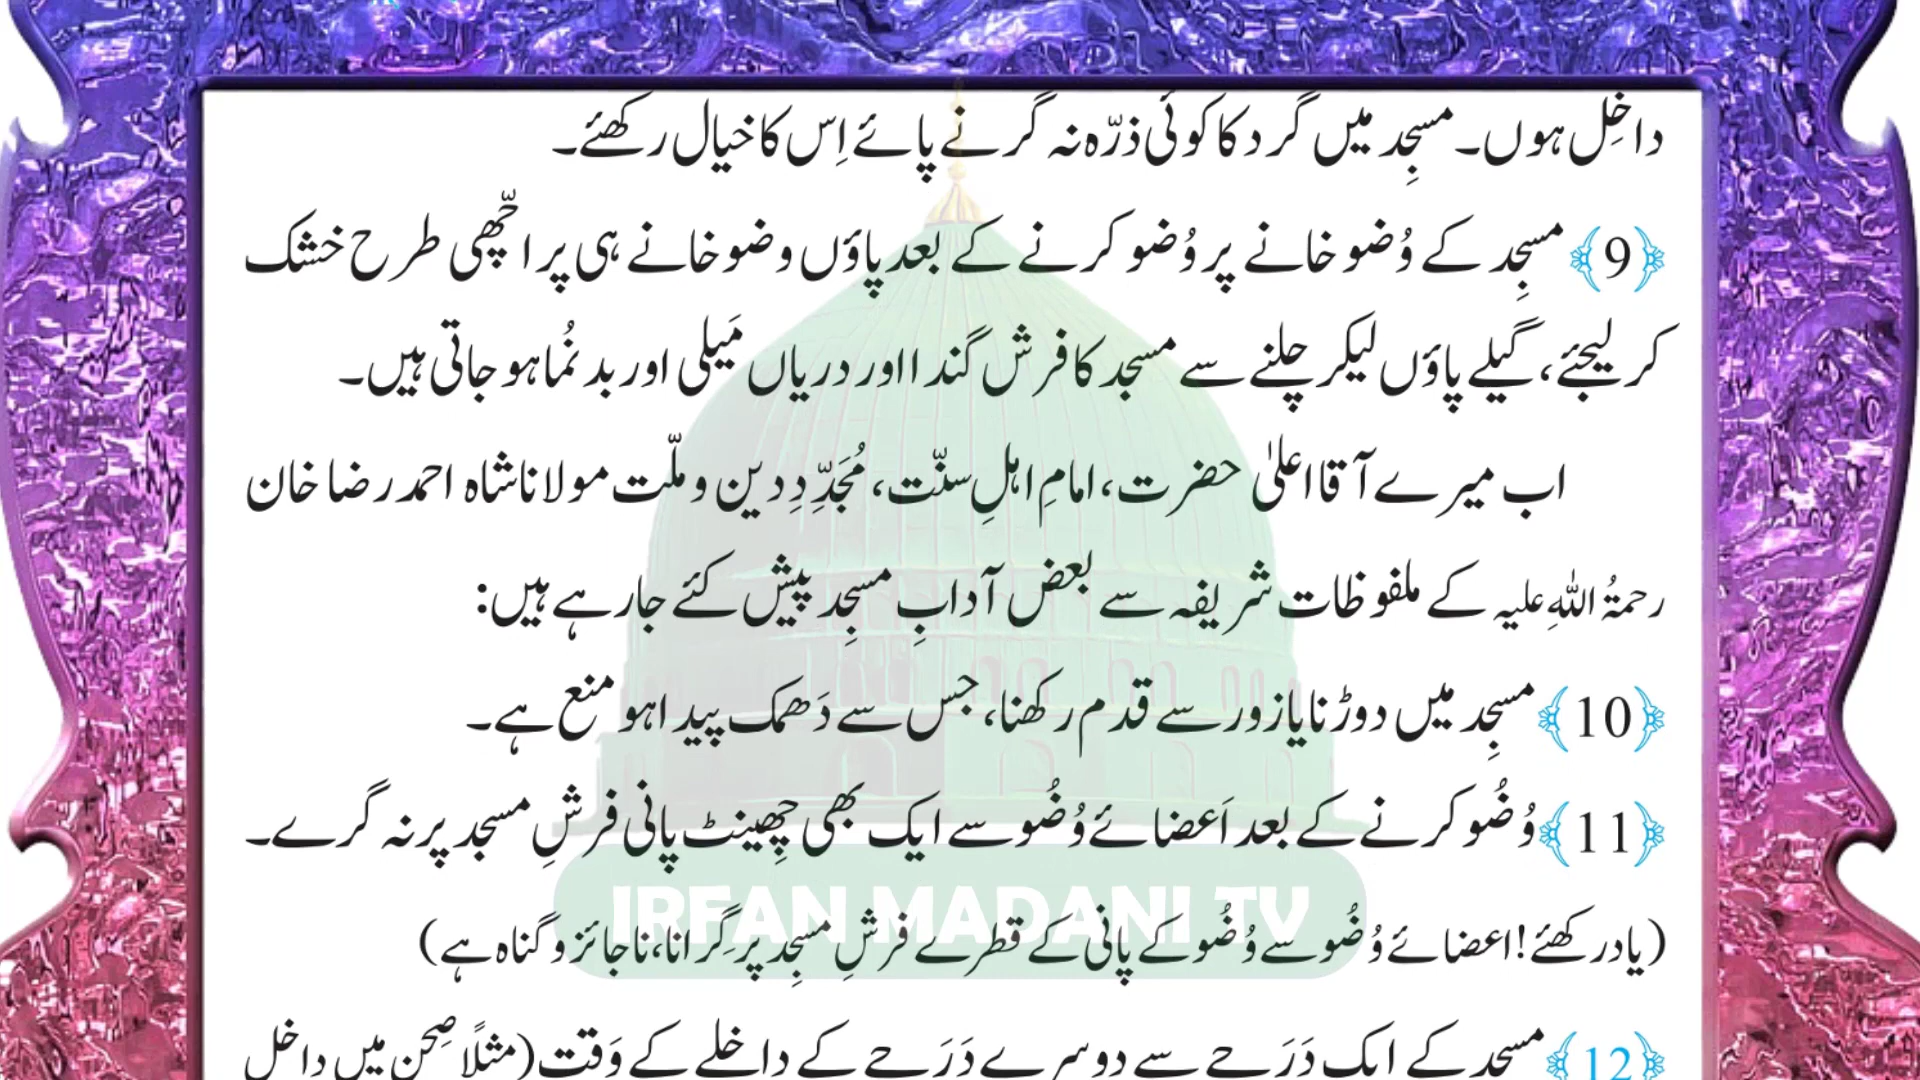 داخِل ہوں۔ مسجِد میں گرد کا کوئی ذرّہ نہ گرنے پائے اِس کا خیال رکھئے۔
﴿9﴾ مسجِد کے وُضو خانے پر وُضو کرنے کے بعد پاؤں وضو خانے ہی پر اچّھی طرح خشک
کر لیجئے، گیلے پاؤں لیکر چلنے سے مسجد کا فرش گندا اور دریاں مَیلی اور بدنُما ہو جاتی ہیں۔
اب میرے آقا اعلیٰ حضرت، امامِ اہلِ سنّت، مُجَدِّدِ دین و ملّت مولانا شاہ احمد رضا خان
رحمۃُ اللہِ علیہ کے ملفوظات شریفہ سے بعض آدابِ مسجِد پیش کئے جا رہے ہیں:
﴿10﴾ مسجِد میں دوڑنا یا زور سے قدم رکھنا، جس سے دَھمک پیدا ہو منع ہے۔
﴿11﴾ وُضُو کرنے کے بعد اَعضائے وُضُو سے ایک بھی چِھینٹ پانی فرشِ مسجد پر نہ گرے۔
(یاد رکھئے! اعضائے وُضُو سے وُضُو کے پانی کے قطرے فرشِ مسجِد پر گِرانا، ناجائز و گناہ ہے)
IRFAN MADANI TV
﴿12﴾ مسجد کے ایک دَرَجے سے دوسرے دَرَجے کے داخلے کے وَقت (مثلًا صِحن میں داخل